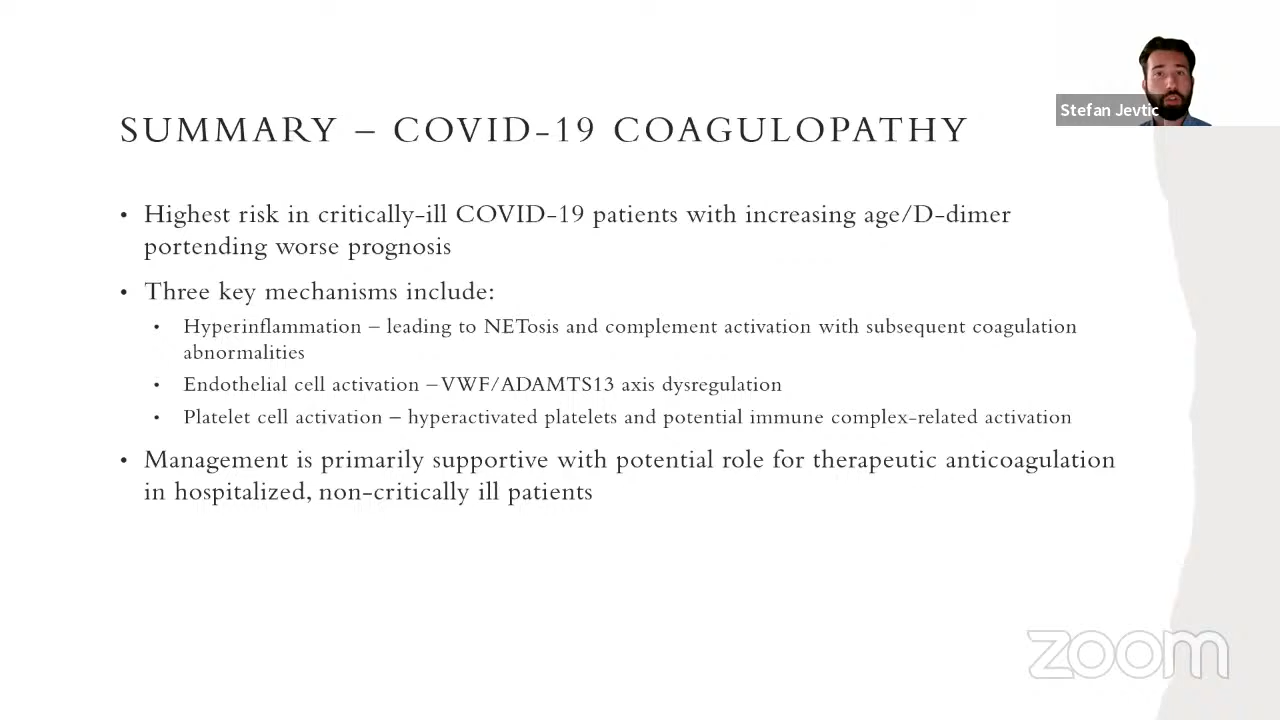 Stefan Jevtic
SUMMARY – COVID-19 COAGULOPATHY
• Highest risk in critically-ill COVID-19 patients with increasing age/D-dimer
portending worse prognosis
• Three key mechanisms include:
• Hyperinflammation – leading to NETosis and complement activation with subsequent coagulation
abnormalities
• Endothelial cell activation –VWF/ADAMTS13 axis dysregulation
• Platelet cell activation – hyperactivated platelets and potential immune complex-related activation
• Management is primarily supportive with potential role for therapeutic anticoagulation
in hospitalized, non-critically ill patients
zoom